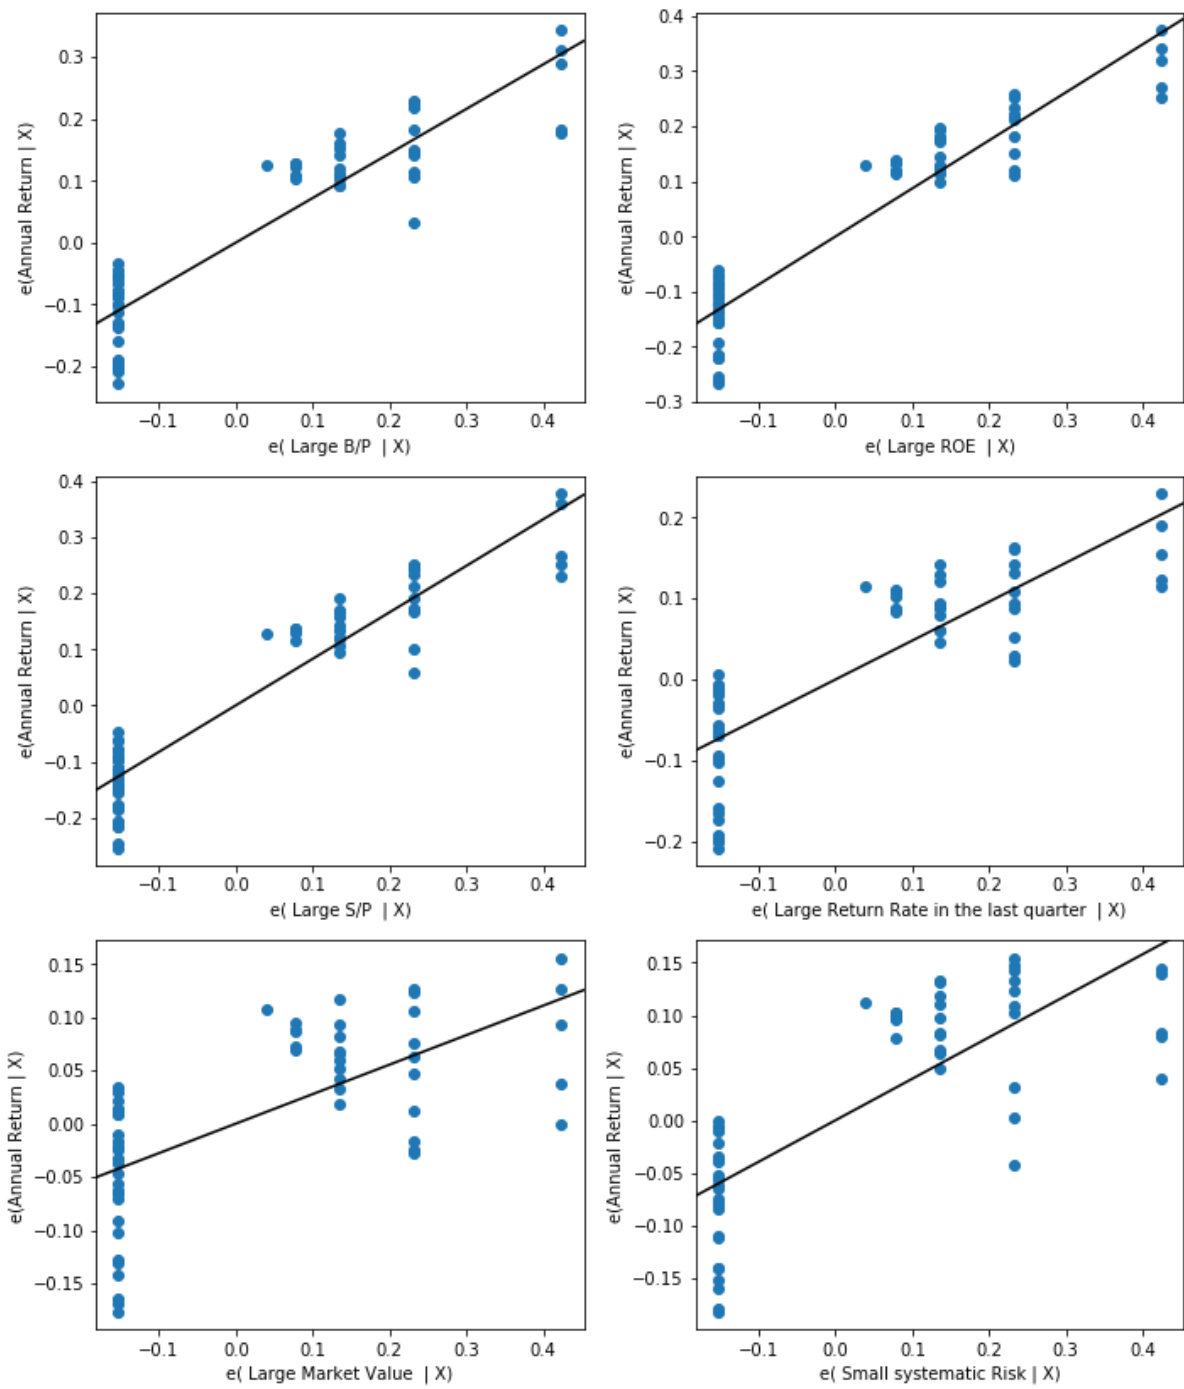 0.3
0.2
0.1
0.0
−0.1
−0.2
e(Annual Return | X)
−0.1 0.0 0.1 0.2 0.3 0.4
e( Large B/P | X)
0.4
0.3
0.2
0.1
0.0
−0.1
−0.2
−0.3
e(Annual Return | X)
−0.1 0.0 0.1 0.2 0.3 0.4
e( Large ROE | X)
0.4
0.3
0.2
0.1
0.0
−0.1
−0.2
e(Annual Return | X)
−0.1 0.0 0.1 0.2 0.3 0.4
e( Large S/P | X)
0.2
0.1
0.0
−0.1
−0.2
e(Annual Return | X)
−0.1 0.0 0.1 0.2 0.3 0.4
e( Large Return Rate in the last quarter | X)
0.15
0.10
0.05
0.00
−0.05
−0.10
−0.15
e(Annual Return | X)
−0.1 0.0 0.1 0.2 0.3 0.4
e( Large Market Value | X)
0.15
0.10
0.05
0.00
−0.05
−0.10
−0.15
e(Annual Return | X)
−0.1 0.0 0.1 0.2 0.3 0.4
e( Small systematic Risk | X)